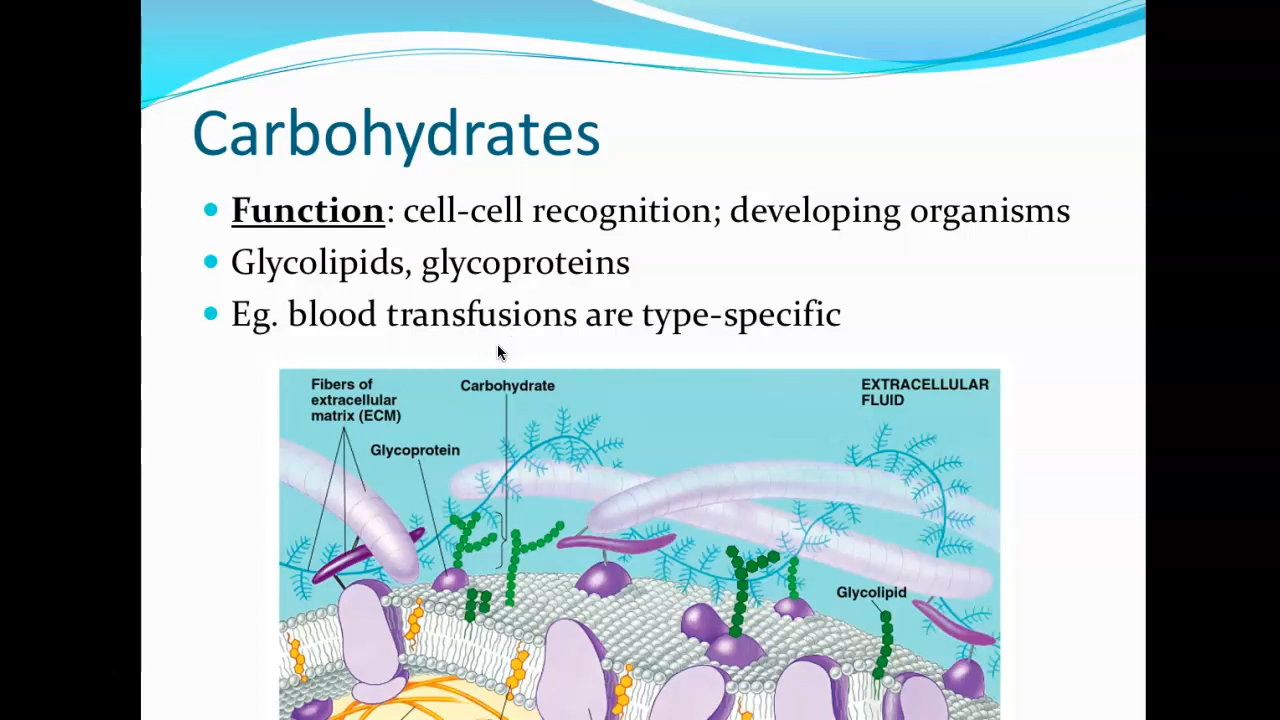 Carbohydrates
Function: cell-cell recognition; developing organisms
Glycolipids, glycoproteins
Eg. blood transfusions are type-specific
Fibers of
extracellular
matrix (ECM)
Carbohydrate
EXTRACELLULAR
FLUID
Glycoprotein
Glycolipid